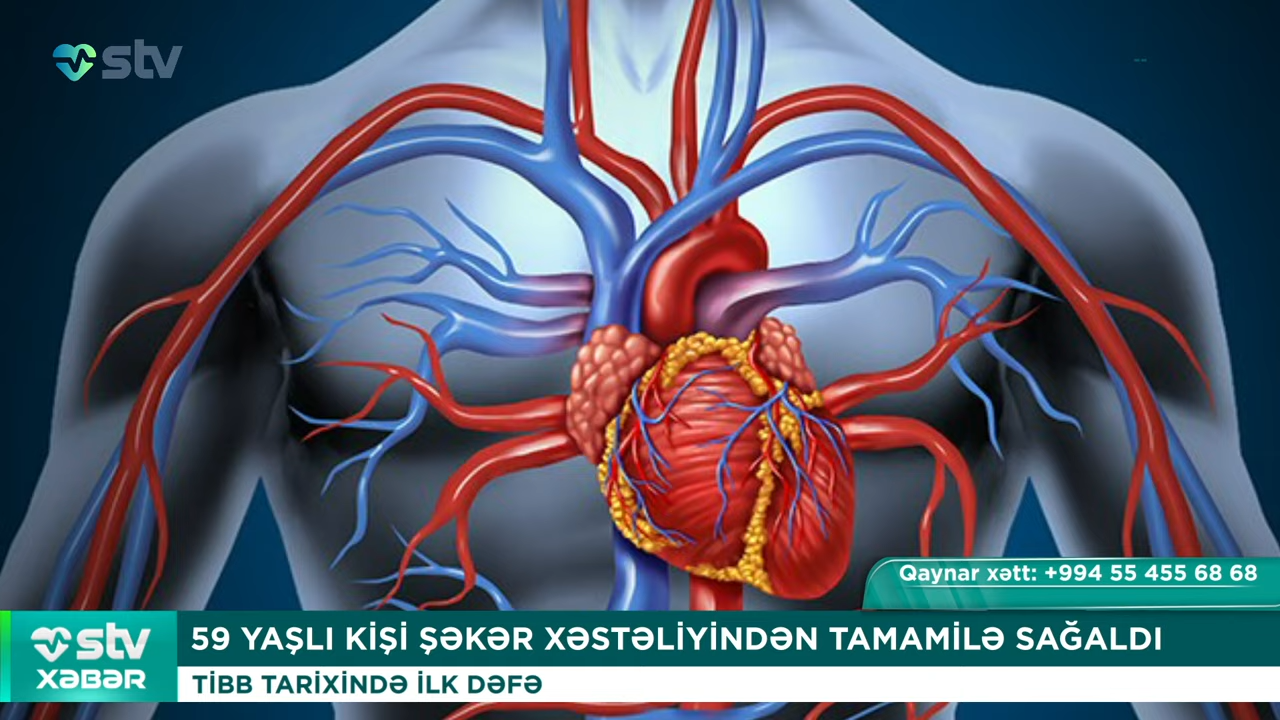 stv
Qaynar xətt: +994 55 455 68 68
stv
XƏBƏR
59 YAŞLI KİŞİ ŞƏKƏR XƏSTƏLİYİNDƏN TAMAMİLƏ SAĞALDI
TİBB TARİXİNDƏ İLK DƏFƏ